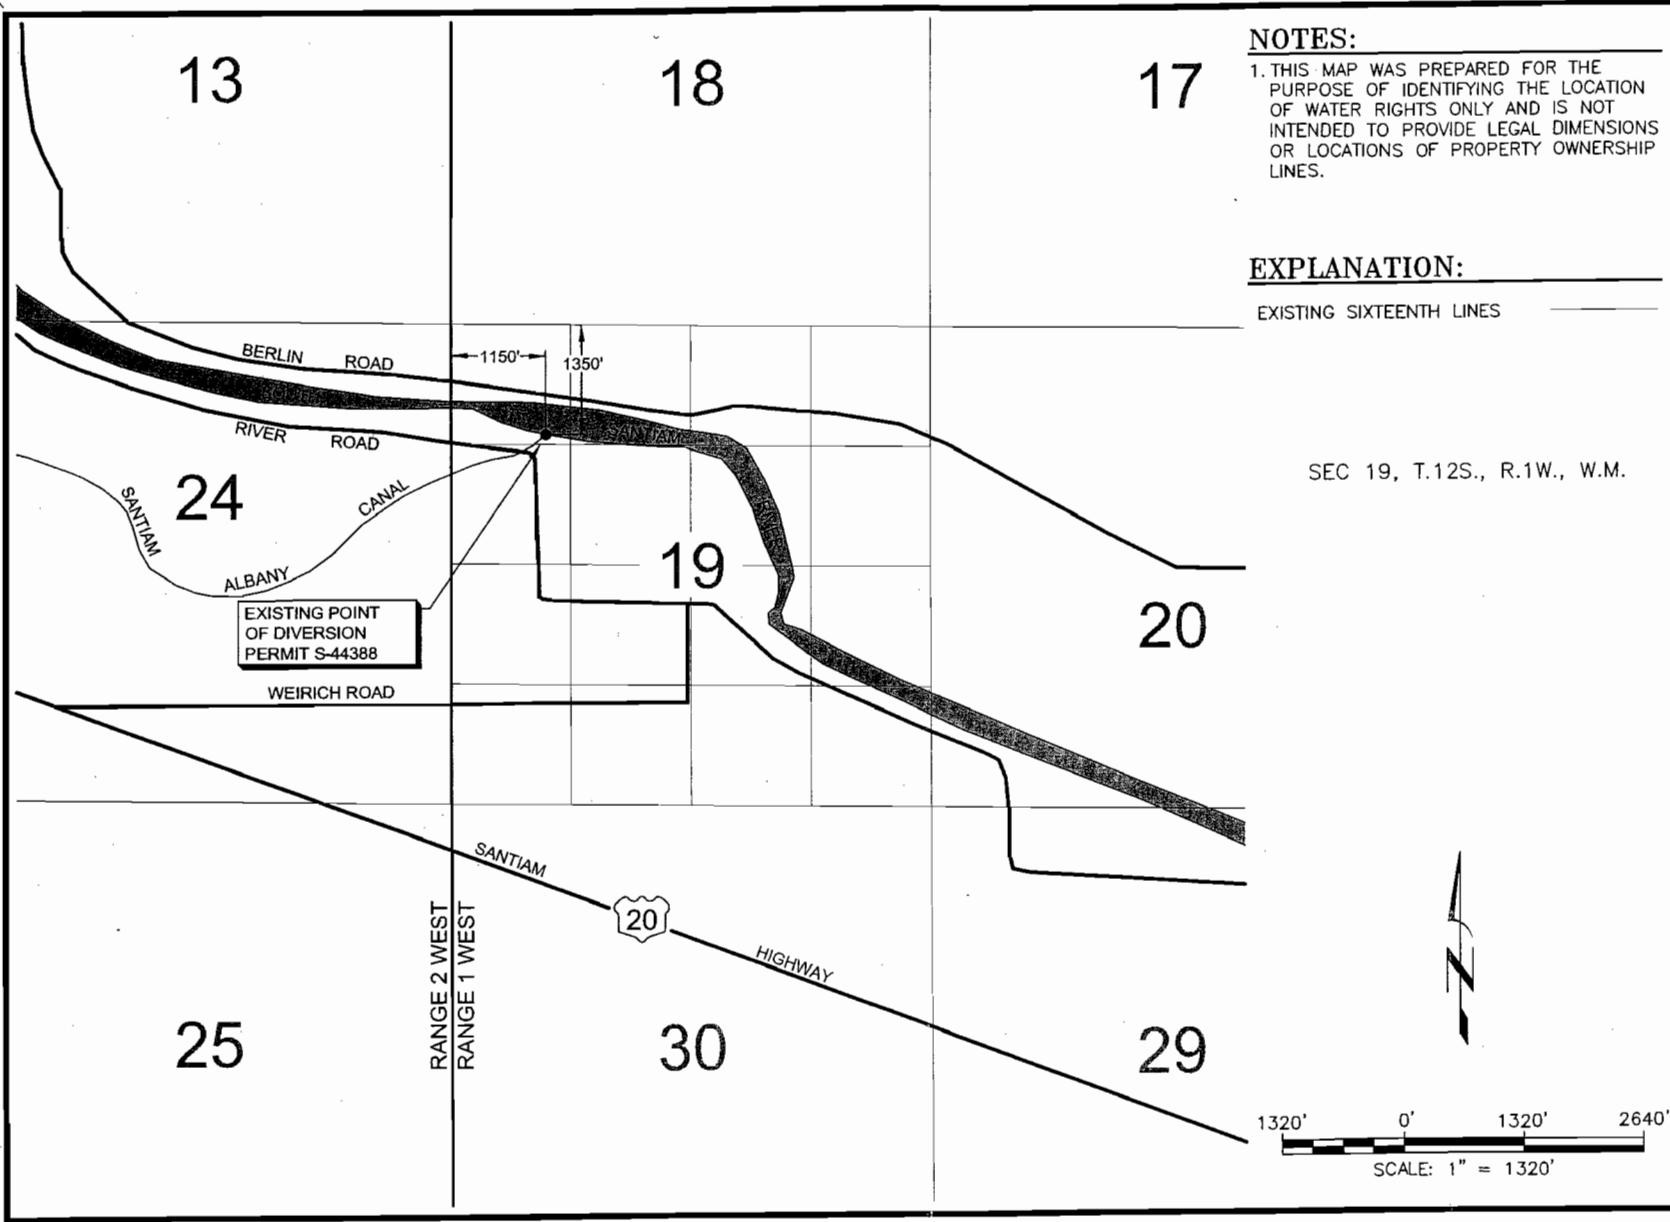 13
18
17
NOTES:
1. THIS MAP WAS PREPARED FOR THE
PURPOSE OF IDENTIFYING THE LOCATION
OF WATER RIGHTS ONLY AND IS NOT
INTENDED TO PROVIDE LEGAL DIMENSIONS
OR LOCATIONS OF PROPERTY OWNERSHIP
LINES.
EXPLANATION:
EXISTING SIXTEENTH LINES
SEC 19, T.12S., R.1W., W.M.
BERLIN ROAD
1150'
1350'
SANTIAM
RIVER
RIVER ROAD
24
SANTIAM
ALBANY
CANAL
19
20
EXISTING POINT
OF DIVERSION
PERMIT S-44388
WEIRICH ROAD
SANTIAM
20
HIGHWAY
RANGE 2 WEST
RANGE 1 WEST
25
30
29
1320' 0' 1320' 2640'
SCALE: 1" = 1320'
N